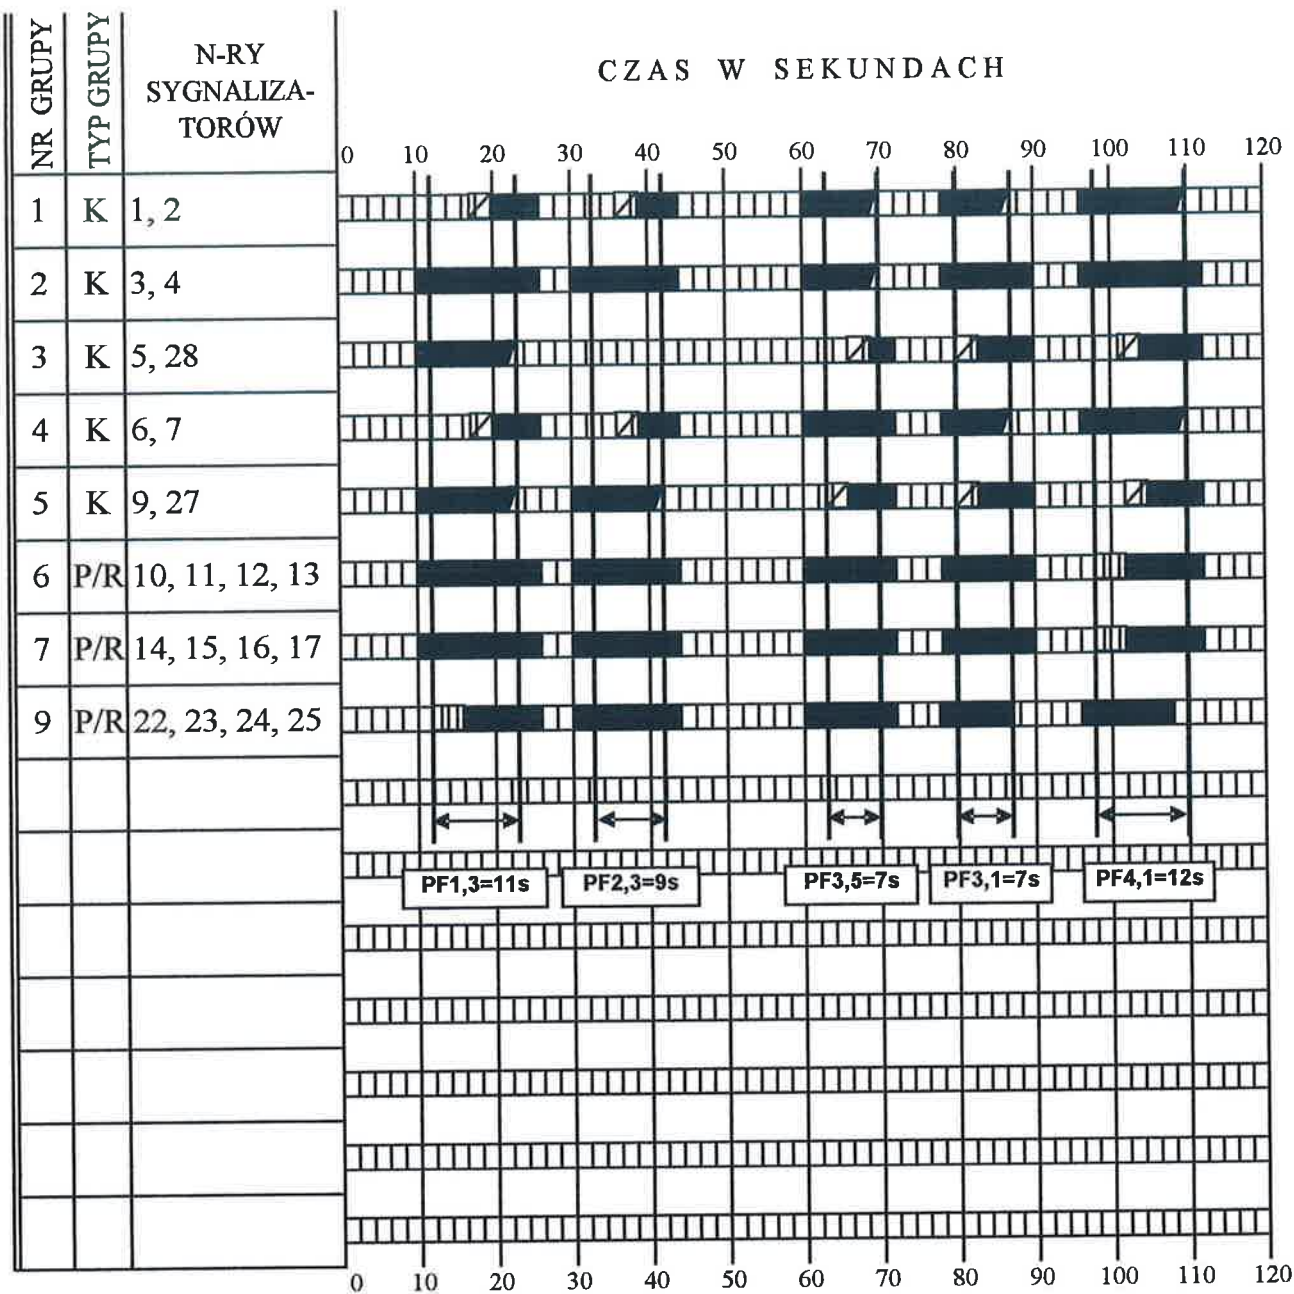 NR GRUPY
TYP GRUPY
N-RY
SYGNALIZA-
TORÓW
CZAS W SEKUNDACH
0 10 20 30 40 50 60 70 80 90 100 110 120
1 K 1, 2
2 K 3, 4
3 K 5, 28
4 K 6, 7
5 K 9, 27
6 P/R 10, 11, 12, 13
7 P/R 14, 15, 16, 17
9 P/R 22, 23, 24, 25
PF1,3=11s PF2,3=9s PF3,5=7s PF3,1=7s PF4,1=12s
0 10 20 30 40 50 60 70 80 90 100 110 120